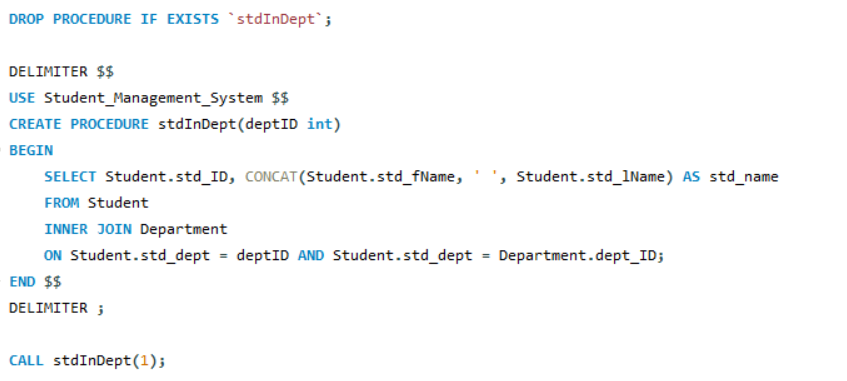 DROP PROCEDURE IF EXISTS `stdInDept`;
DELIMITER $$
USE Student_Management_System $$
CREATE PROCEDURE stdInDept(deptID int)
BEGIN
SELECT Student.std_ID, CONCAT(Student.std_fName, ' ', Student.std_lName) AS std_name
FROM Student
INNER JOIN Department
ON Student.std_dept = deptID AND Student.std_dept = Department.dept_ID;
END $$
DELIMITER ;
CALL stdInDept(1);